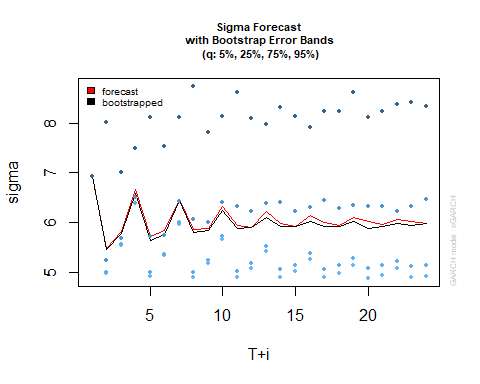 Sigma Forecast
with Bootstrap Error Bands
(q: 5%, 25%, 75%, 95%)
forecast
bootstrapped
sigma
8
7
6
5
5
10
15
20
T+i
GARCH model : sGARCH